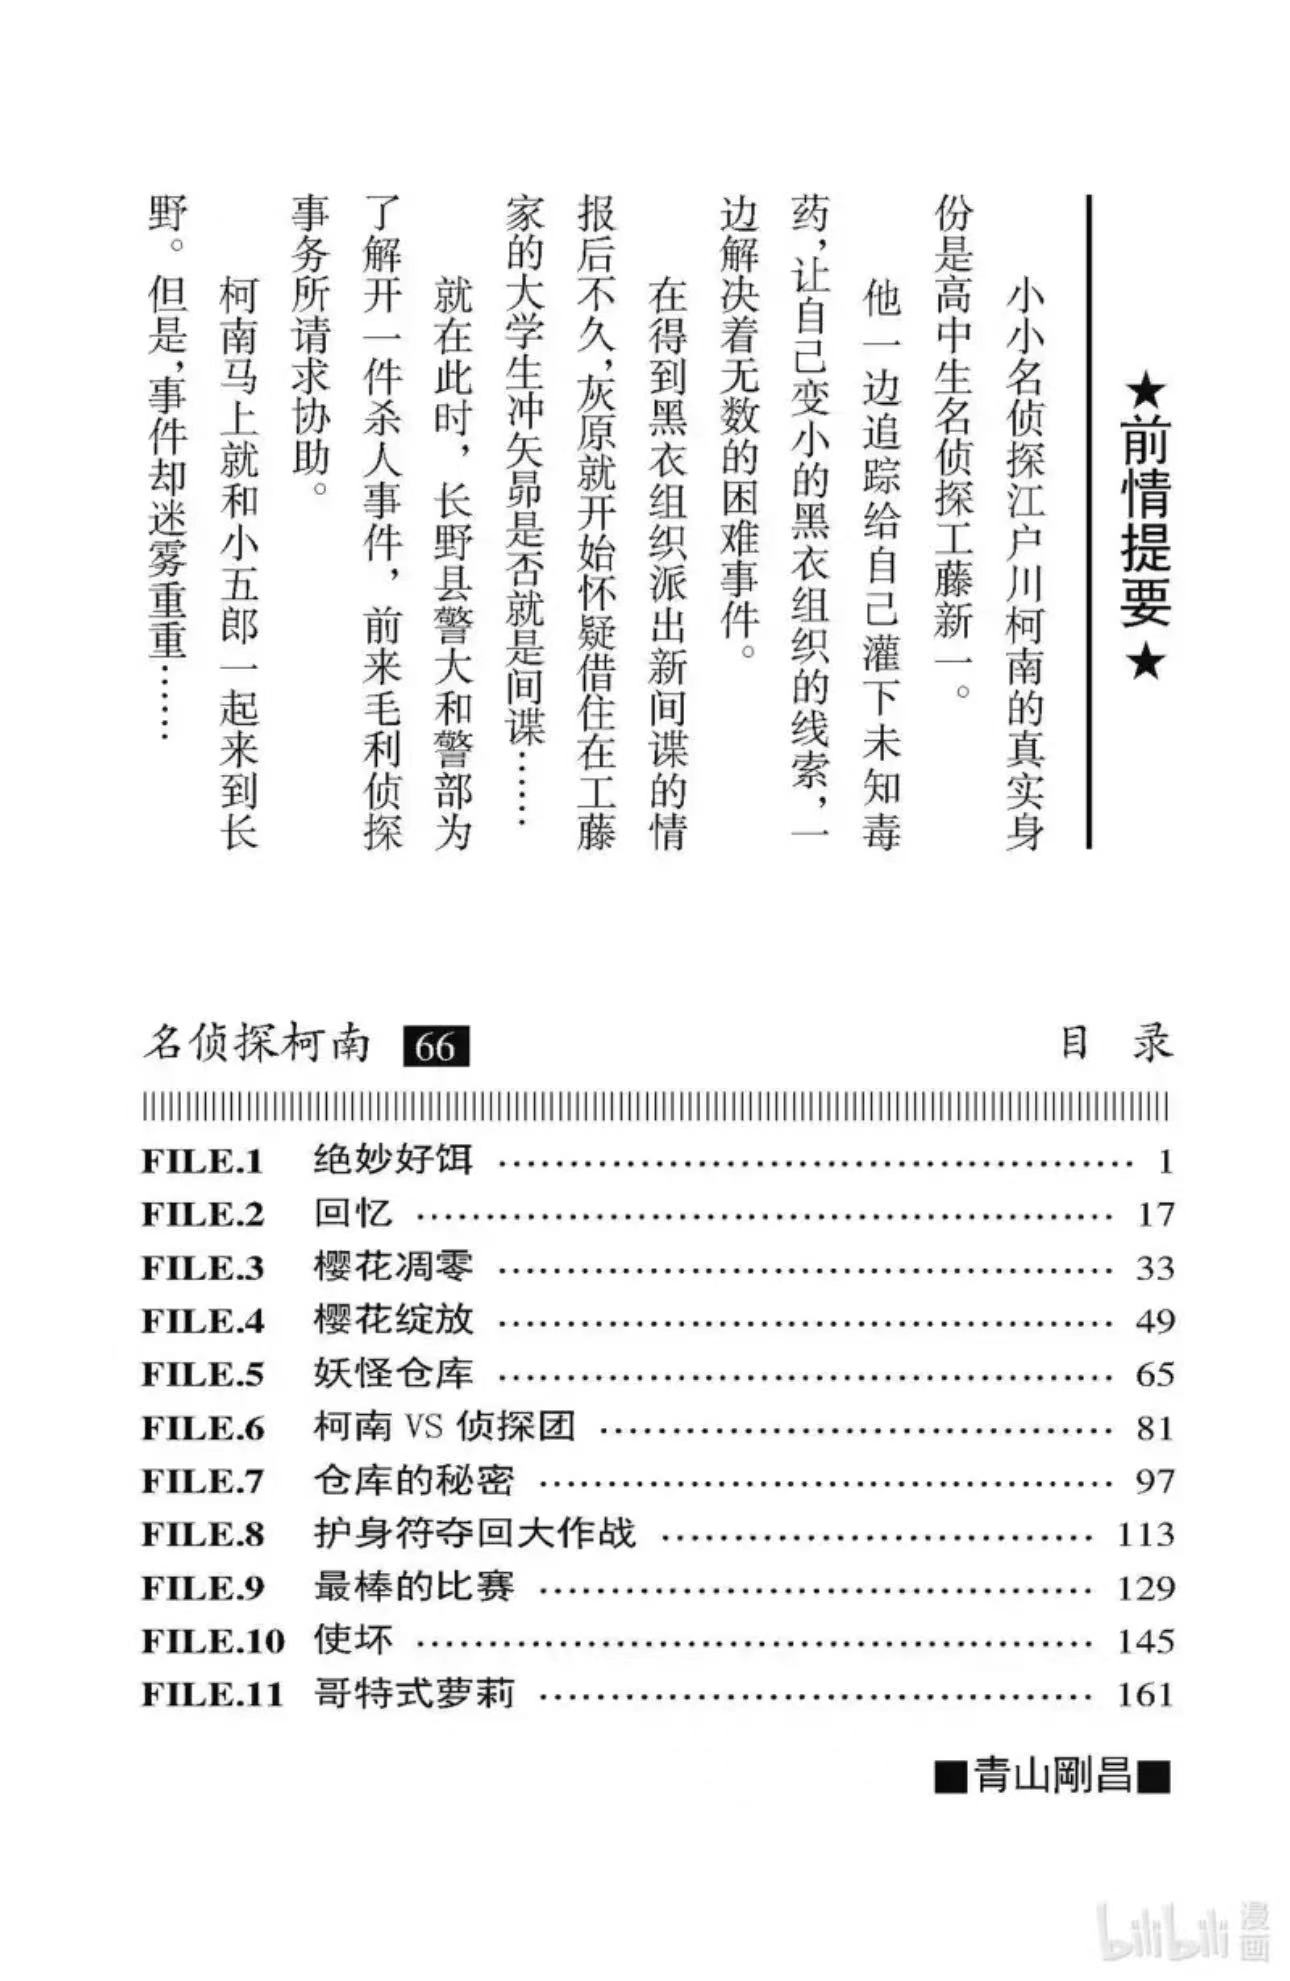 ★前情提要★
小小名侦探江户川柯南的真实身
份是高中生名侦探工藤新一。
他一边追踪给自己灌下未知毒
药，让自己变小的黑衣组织的线索，一
边解决着无数的困难事件。
在得到黑衣组织派出新间谍的情
报后不久，灰原就开始怀疑借住在工藤
家的大学生冲矢昴是否就是间谍……
就在此时，长野县警大和警部为
了解开一件杀人事件，前来毛利侦探
事务所请求协助。
柯南马上就和小五郎一起来到长
野。但是，事件却迷雾重重……
名侦探柯南 66 目 录
FILE.1 绝妙好饵 …………………………………………… 1
FILE.2 回忆 …………………………………………… 17
FILE.3 樱花凋零 …………………………………………… 33
FILE.4 樱花绽放 …………………………………………… 49
FILE.5 妖怪仓库 …………………………………………… 65
FILE.6 柯南 VS 侦探团 …………………………………… 81
FILE.7 仓库的秘密 ……………………………………… 97
FILE.8 护身符夺回大作战 ……………………………… 113
FILE.9 最棒的比赛 ……………………………………… 129
FILE.10 使坏 …………………………………………… 145
FILE.11 哥特式萝莉 ……………………………………… 161
■青山剛昌■
bilibili 漫画